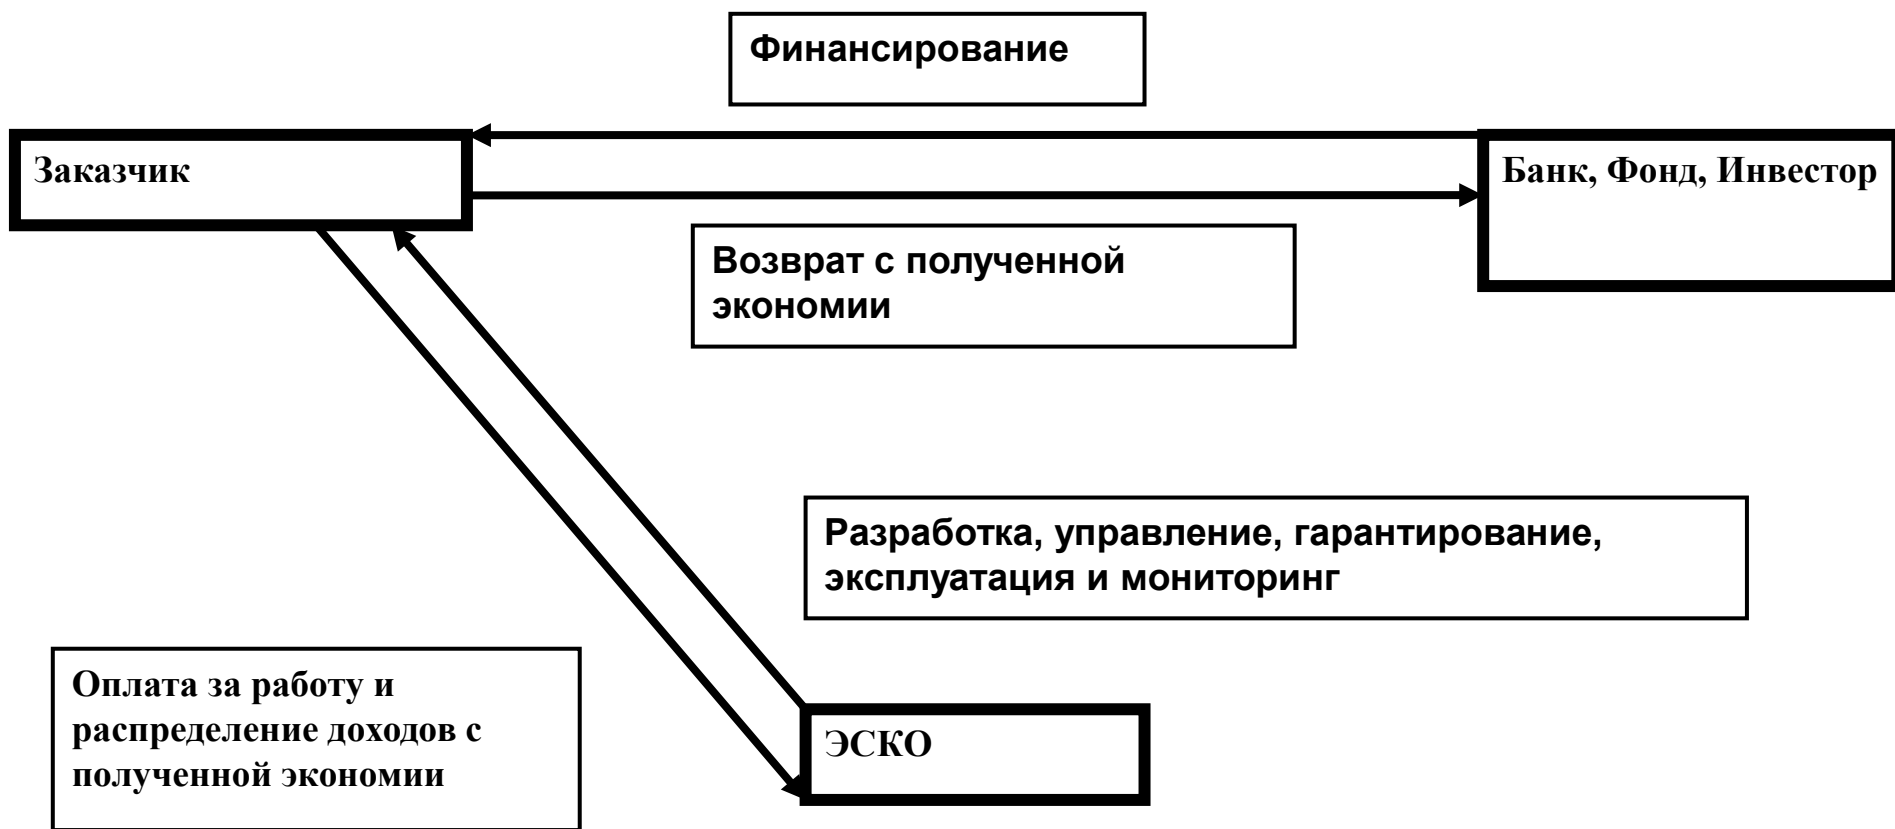 Финансирование
Заказчик
Банк, Фонд, Инвестор
Возврат с полученной
экономии
Разработка, управление, гарантирование,
эксплуатация и мониторинг
Оплата за работу и
распределение доходов с
полученной экономии
ЭСКО